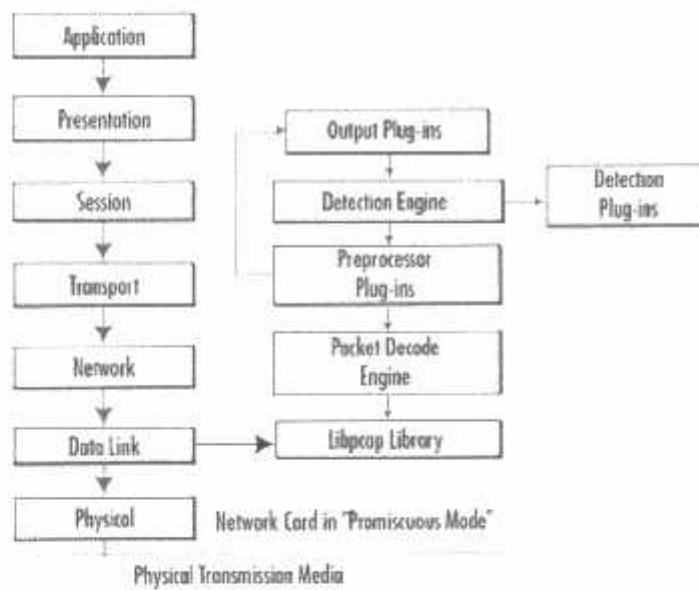 Application
Presentation
Session
Transport
Network
Data Link
Physical
Output Plug-ins
Detection Engine
Detection
Plug-ins
Preprocessor
Plug-ins
Packet Decode
Engine
Libpcap Library
Network Card in "Promiscuous Mode"
Physical Transmission Media